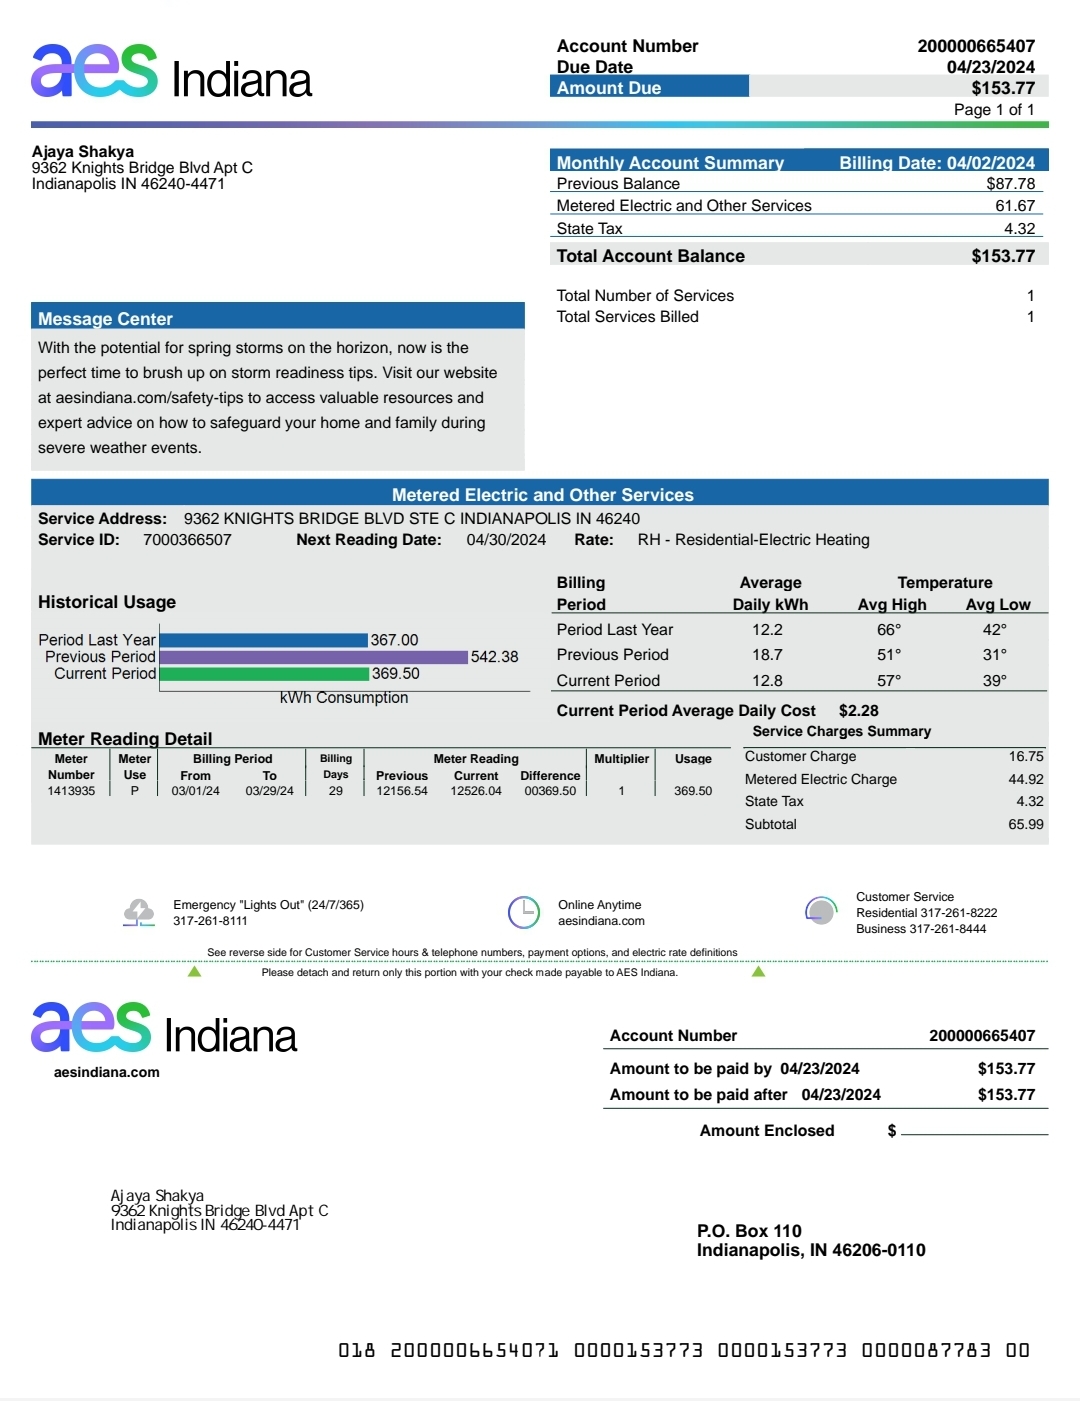 aes Indiana
Account Number 200000665407
Due Date 04/23/2024
Amount Due $153.77
Page 1 of 1
Ajaya Shakya
9362 Knights Bridge Blvd Apt C
Indianapolis IN 46240-4471
Monthly Account Summary Billing Date: 04/02/2024
Previous Balance $87.78
Metered Electric and Other Services 61.67
State Tax 4.32
Total Account Balance $153.77
Total Number of Services 1
Total Services Billed 1
Message Center
With the potential for spring storms on the horizon, now is the
perfect time to brush up on storm readiness tips. Visit our website
at aesindiana.com/safety-tips to access valuable resources and
expert advice on how to safeguard your home and family during
severe weather events.
Metered Electric and Other Services
Service Address: 9362 KNIGHTS BRIDGE BLVD STE C INDIANAPOLIS IN 46240
Service ID: 7000366507 Next Reading Date: 04/30/2024 Rate: RH - Residential-Electric Heating
Historical Usage
Period Last Year 367.00
Previous Period 542.38
Current Period 369.50
kWh Consumption
Billing Average Temperature
Period Daily kWh Avg High Avg Low
Period Last Year 12.2 66° 42°
Previous Period 18.7 51° 31°
Current Period 12.8 57° 39°
Current Period Average Daily Cost $2.28
Meter Reading Detail
Meter Meter Billing Period Billing Meter Reading Multiplier Usage
Number Use From To Days Previous Current Difference
1413935 P 03/01/24 03/29/24 29 12156.54 12526.04 00369.50 1 369.50
Service Charges Summary
Customer Charge 16.75
Metered Electric Charge 44.92
State Tax 4.32
Subtotal 65.99
Emergency "Lights Out" (24/7/365)
317-261-8111
Online Anytime
aesindiana.com
Customer Service
Residential 317-261-8222
Business 317-261-8444
See reverse side for Customer Service hours & telephone numbers, payment options, and electric rate definitions
Please detach and return only this portion with your check made payable to AES Indiana.
aes Indiana
aesindiana.com
Account Number 200000665407
Amount to be paid by 04/23/2024 $153.77
Amount to be paid after 04/23/2024 $153.77
Amount Enclosed $
Ajaya Shakya
9362 Knights Bridge Blvd Apt C
Indianapolis IN 46240-4471
P.O. Box 110
Indianapolis, IN 46206-0110
018 2000006654071 0000153773 0000153773 0000087783 00